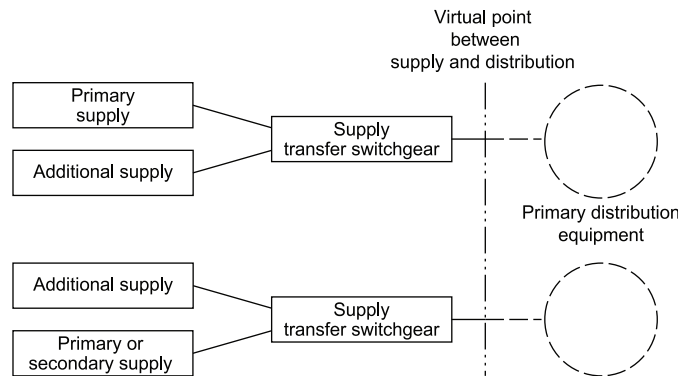 Virtual point
between
supply and distribution
Primary
supply
Additional supply
Supply
transfer switchgear
Primary distribution
equipment
Additional supply
Primary or
secondary supply
Supply
transfer switchgear